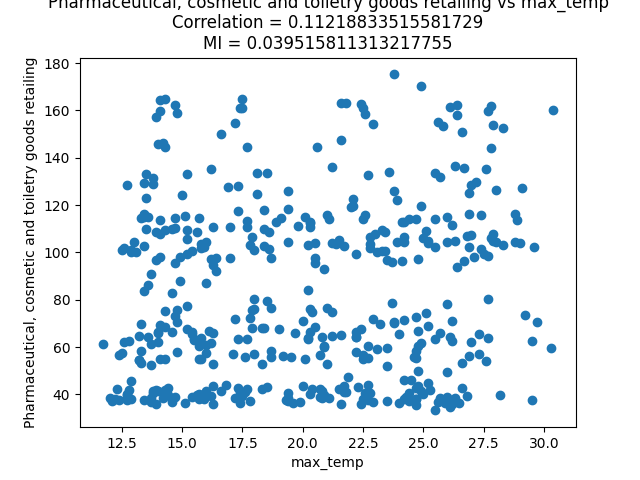 Pharmaceutical, cosmetic and toiletry goods retailing vs max_temp
Correlation = 0.11218833515581729
MI = 0.039515811313217755
Pharmaceutical, cosmetic and toiletry goods retailing
180
160
140
120
100
80
60
40
12.5 15.0 17.5 20.0 22.5 25.0 27.5 30.0
max_temp